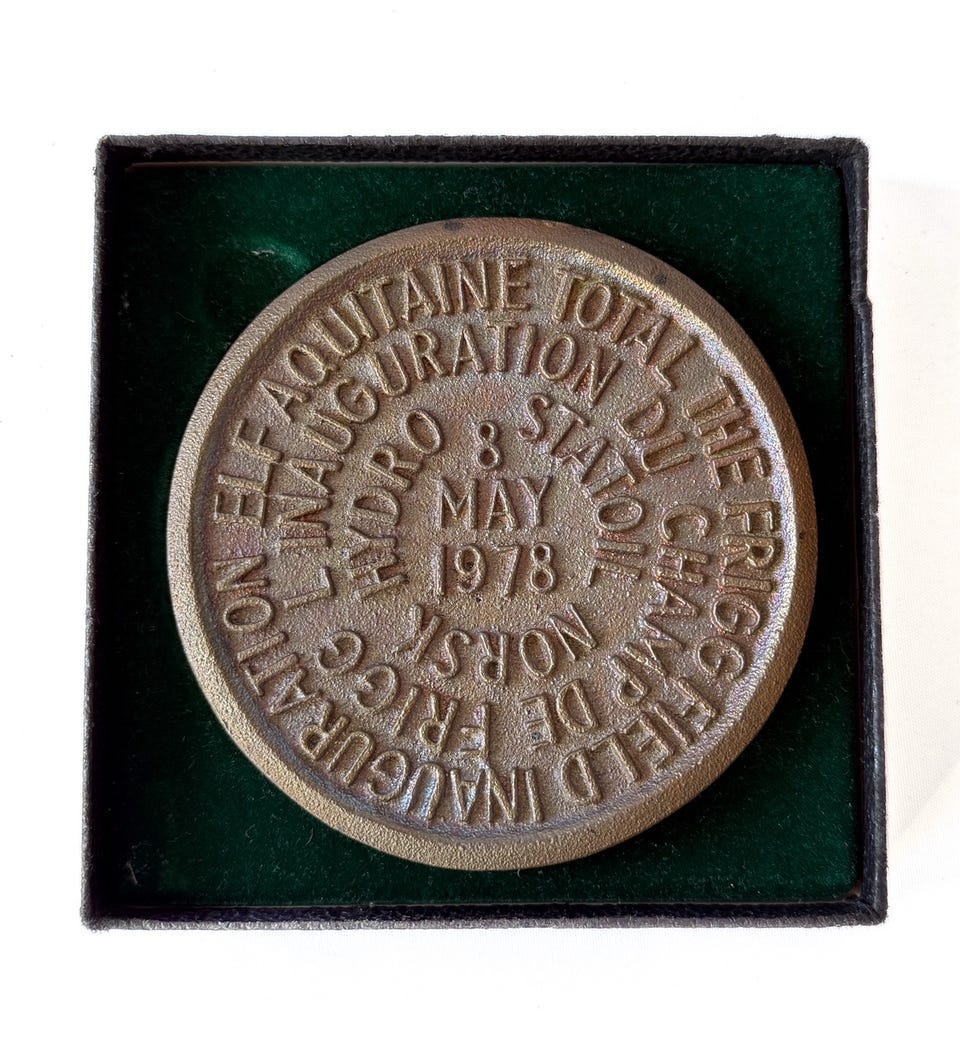 ELF AQUITAINE TOTAL THE FRIGG FIELD INAUGURATION
L INAUGURATION DU CHAMP DE FRIGG
STATOIL NORSK HYDRO
8
MAY
1978